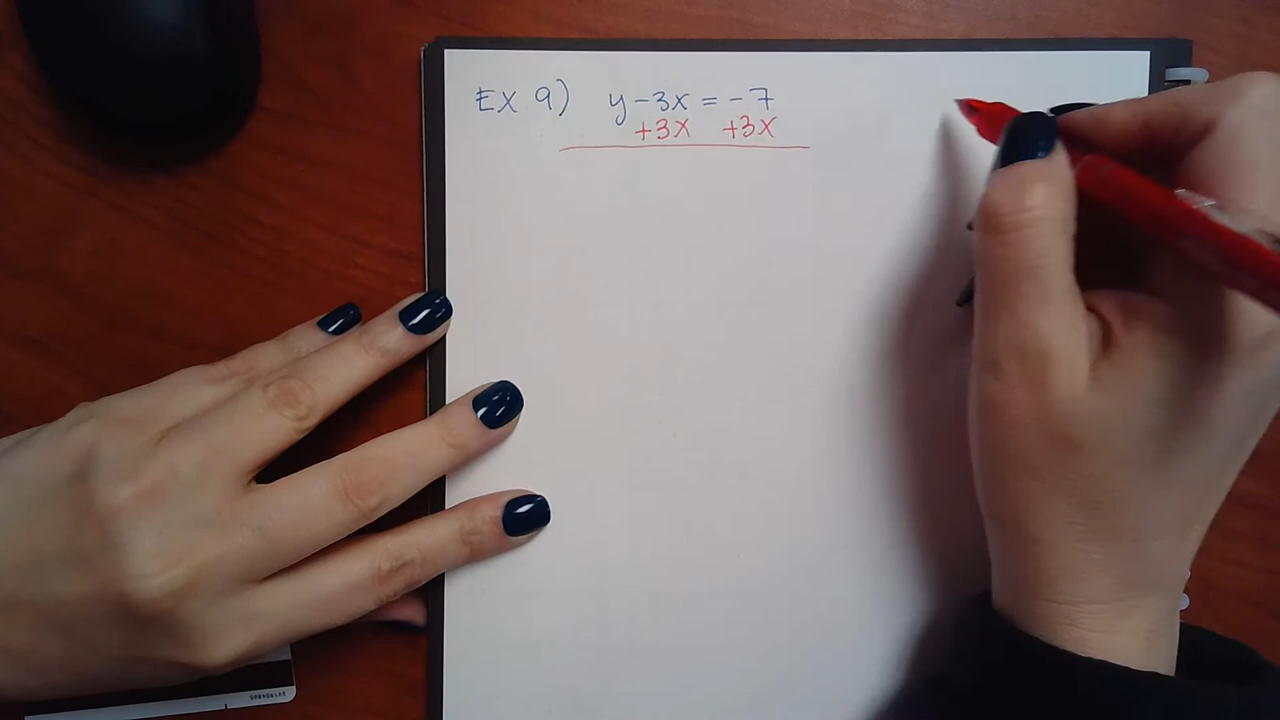 EX 9) y-3x = -7
+3x +3x